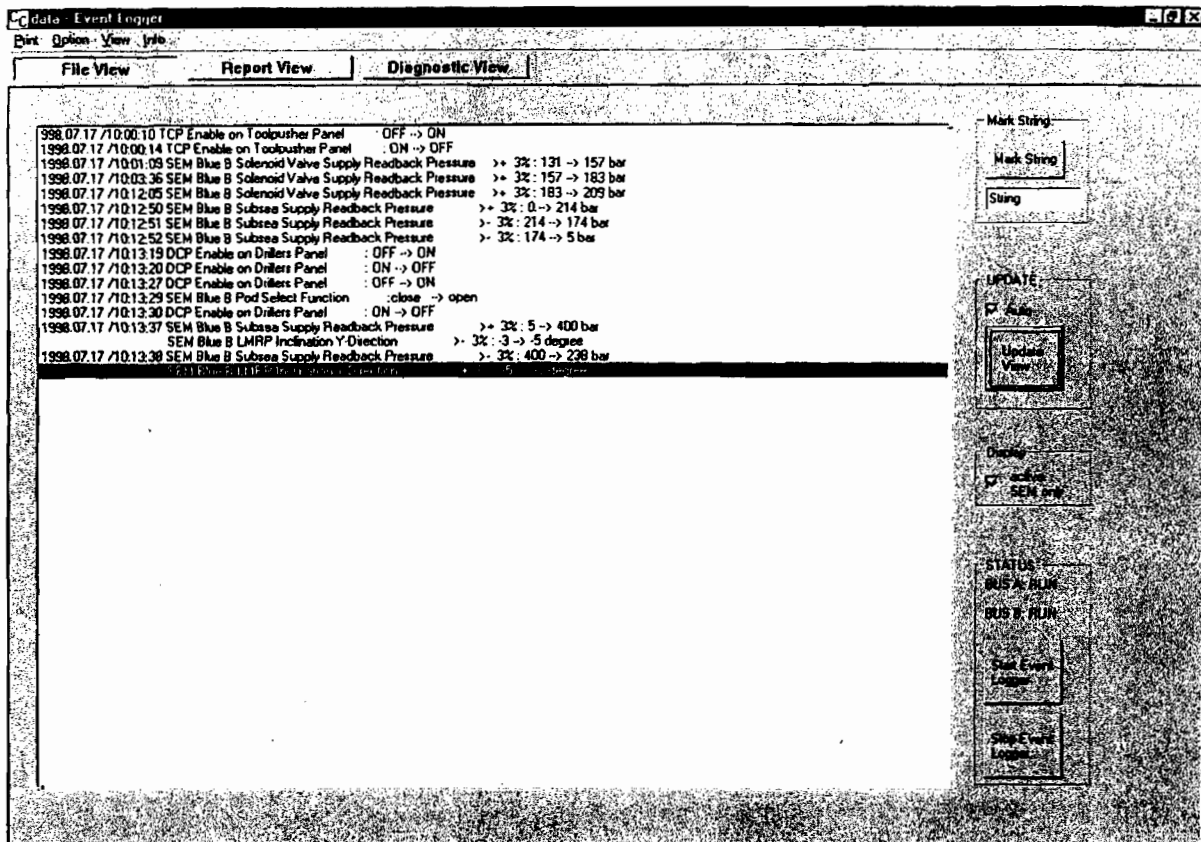 data - Event Logger
Print Option View Info
File View Report View Diagnostic View
998.07.17 /10:00:10 TCP Enable on Toolpusher Panel : OFF --> ON
1998.07.17 /10:00:14 TCP Enable on Toolpusher Panel : ON --> OFF
1998.07.17 /10:01:09 SEM Blue B Solenoid Valve Supply Readback Pressure >+ 3% : 131 --> 157 bar
1998.07.17 /10:03:36 SEM Blue B Solenoid Valve Supply Readback Pressure >+ 3% : 157 --> 183 bar
1998.07.17 /10:12:05 SEM Blue B Solenoid Valve Supply Readback Pressure >+ 3% : 183 --> 209 bar
1998.07.17 /10:12:50 SEM Blue B Subsea Supply Readback Pressure >+ 3% : 0 --> 214 bar
1998.07.17 /10:12:51 SEM Blue B Subsea Supply Readback Pressure >- 3% : 214 --> 174 bar
1998.07.17 /10:12:52 SEM Blue B Subsea Supply Readback Pressure >- 3% : 174 --> 5 bar
1998.07.17 /10:13:19 DCP Enable on Drillers Panel : OFF --> ON
1998.07.17 /10:13:20 DCP Enable on Drillers Panel : ON --> OFF
1998.07.17 /10:13:27 DCP Enable on Drillers Panel : OFF --> ON
1998.07.17 /10:13:29 SEM Blue B Pod Select Function :close --> open
1998.07.17 /10:13:30 DCP Enable on Drillers Panel : ON --> OFF
1998.07.17 /10:13:37 SEM Blue B Subsea Supply Readback Pressure >+ 3% : 5 --> 400 bar
SEM Blue B LMRP Inclination Y-Direction >- 3% : -3 --> -5 degree
1998.07.17 /10:13:38 SEM Blue B Subsea Supply Readback Pressure >- 3% : 400 --> 238 bar
SEM Blue B LMRP Inclination Direction -5 degree
Mark String
Mark String
String
UPDATE
Auto
Update
View
Display
active
SEM only
STATUS
BUS A: RUN
BUS B: RUN
Start Event
Logger
Stop Event
Logger